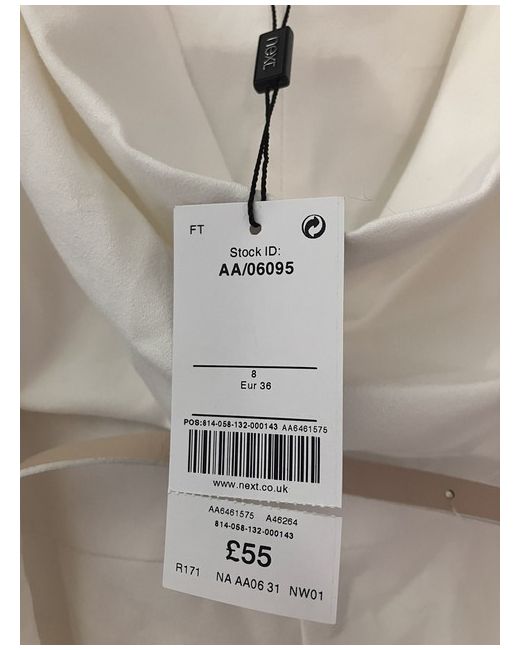 next
FT
Stock ID:
AA/06095
8
Eur 36
POS:814-058-132-000143 AA6461575
www.next.co.uk
AA6461575 A46264
814-058-132-000143
£55
R171 NA AA06 31 NW01